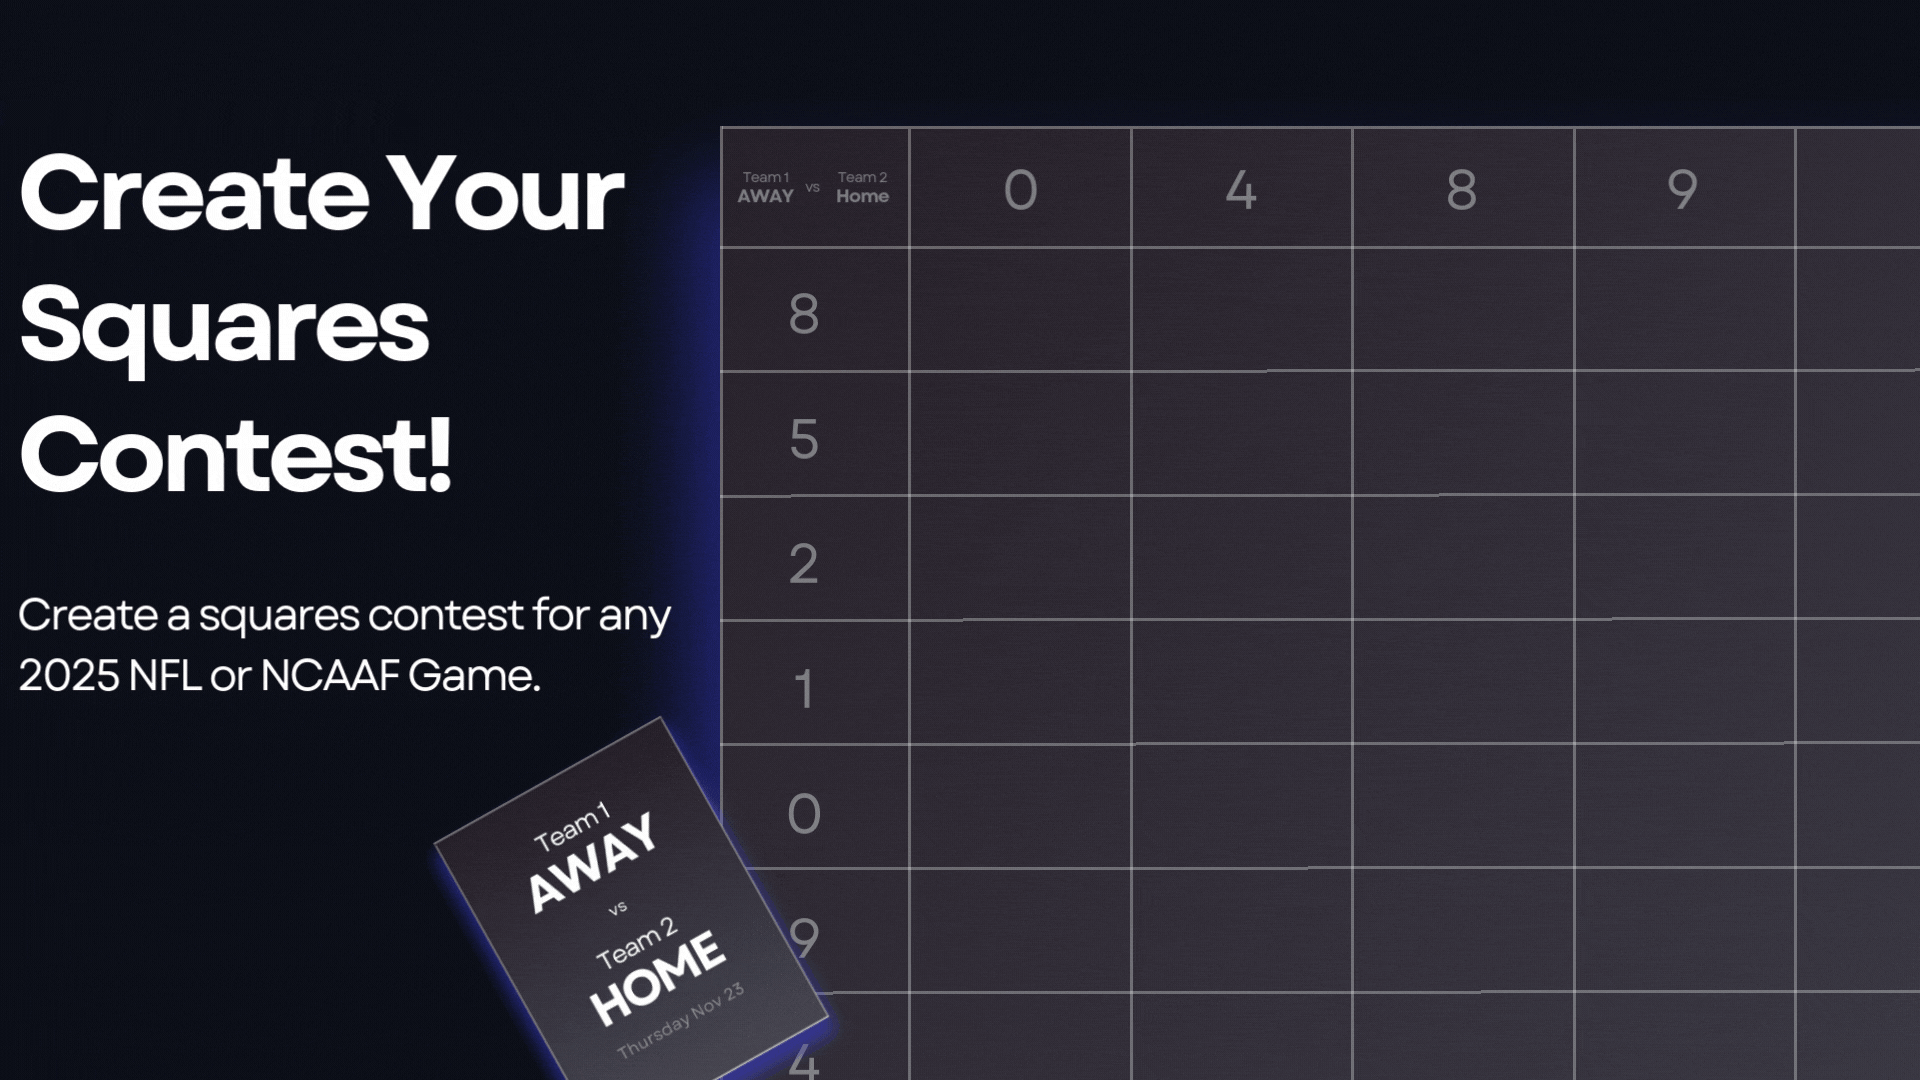 Create Your
Squares
Contest!
Create a squares contest for any
2025 NFL or NCAAF Game.
Team 1
AWAY
vs
Team 2
HOME
Thursday Nov 23
Team 1 vs Team 2
AWAY Home
0 4 8 9
8
5
2
1
0
9
4